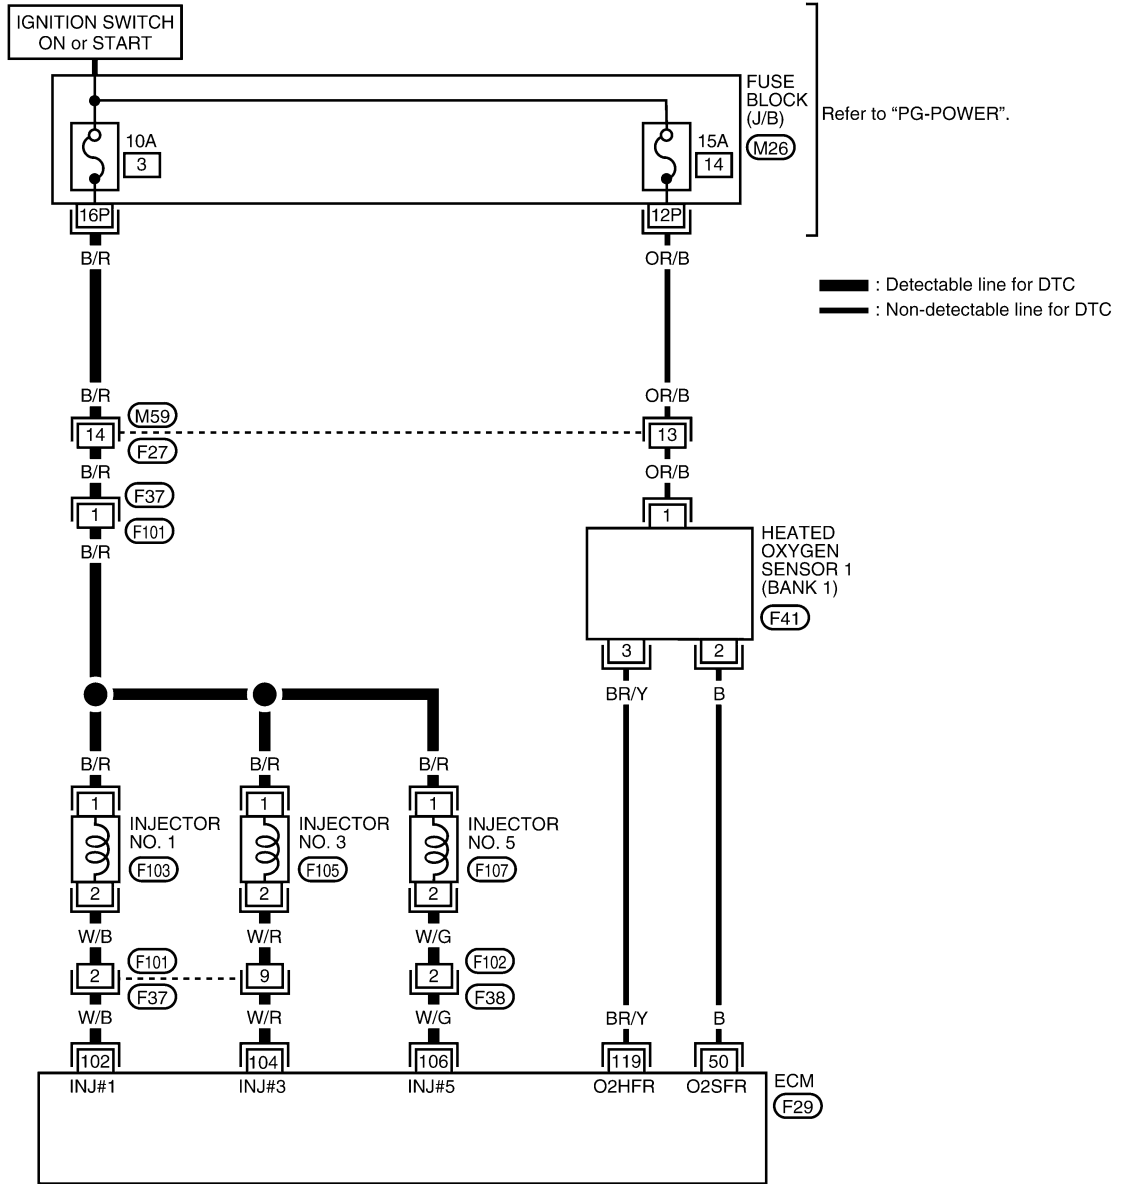 IGNITION SWITCH
ON or START
FUSE
BLOCK
(J/B)
M26
Refer to “PG-POWER”.
10A
3
15A
14
16P
12P
B/R
OR/B
: Detectable line for DTC
: Non-detectable line for DTC
B/R
OR/B
M59
14
13
F27
B/R
OR/B
F37
1
1
F101
B/R
HEATED
OXYGEN
SENSOR 1
(BANK 1)
F41
3
2
BR/Y
B
B/R
B/R
B/R
1
1
1
INJECTOR
NO. 1
F103
INJECTOR
NO. 3
F105
INJECTOR
NO. 5
F107
2
2
2
W/B
W/R
W/G
F101
F102
2
9
2
F37
F38
W/B
W/R
W/G
BR/Y
B
102
104
106
119
50
INJ#1
INJ#3
INJ#5
O2HFR
O2SFR
ECM
F29